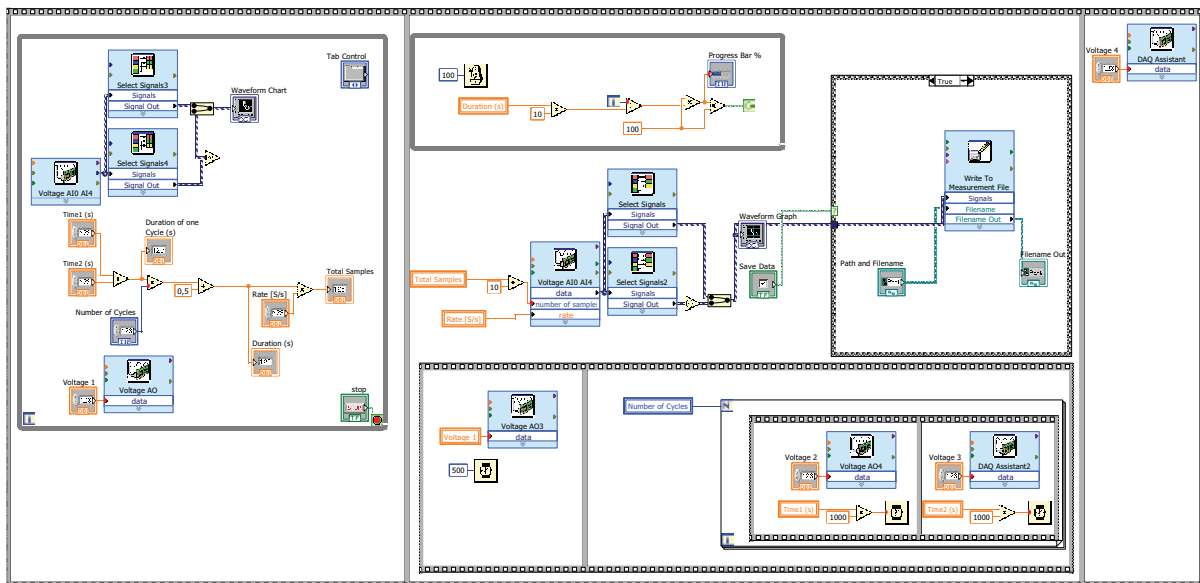 Tab Control
Select Signals3
Signals
Signal Out
Waveform Chart
Select Signals4
Signals
Signal Out
Voltage AI0 AI4
Time1 (s)
Duration of one
Cycle (s)
Time2 (s)
0,5
Total Samples
Rate [S/s]
Number of Cycles
Duration (s)
Voltage 1
Voltage AO
data
stop
STOP
TF
i
Progress Bar %
100
Duration (s)
10
i
100
Select Signals
Signals
Signal Out
Select Signals2
Signals
Signal Out
Voltage AI0 AI4
data
number of samples
rate
Total Samples
10
Rate [S/s]
Waveform Graph
Save Data
TF
True
Write To
Measurement File
Signals
Filename
Filename Out
Path and Filename
Filename Out
Voltage 4
DAQ Assistant
data
Voltage AO3
data
Voltage 1
500
Number of Cycles
N
i
Voltage 2
Voltage AO4
data
Time1 (s)
1000
Voltage 3
DAQ Assistant2
data
Time2 (s)
1000